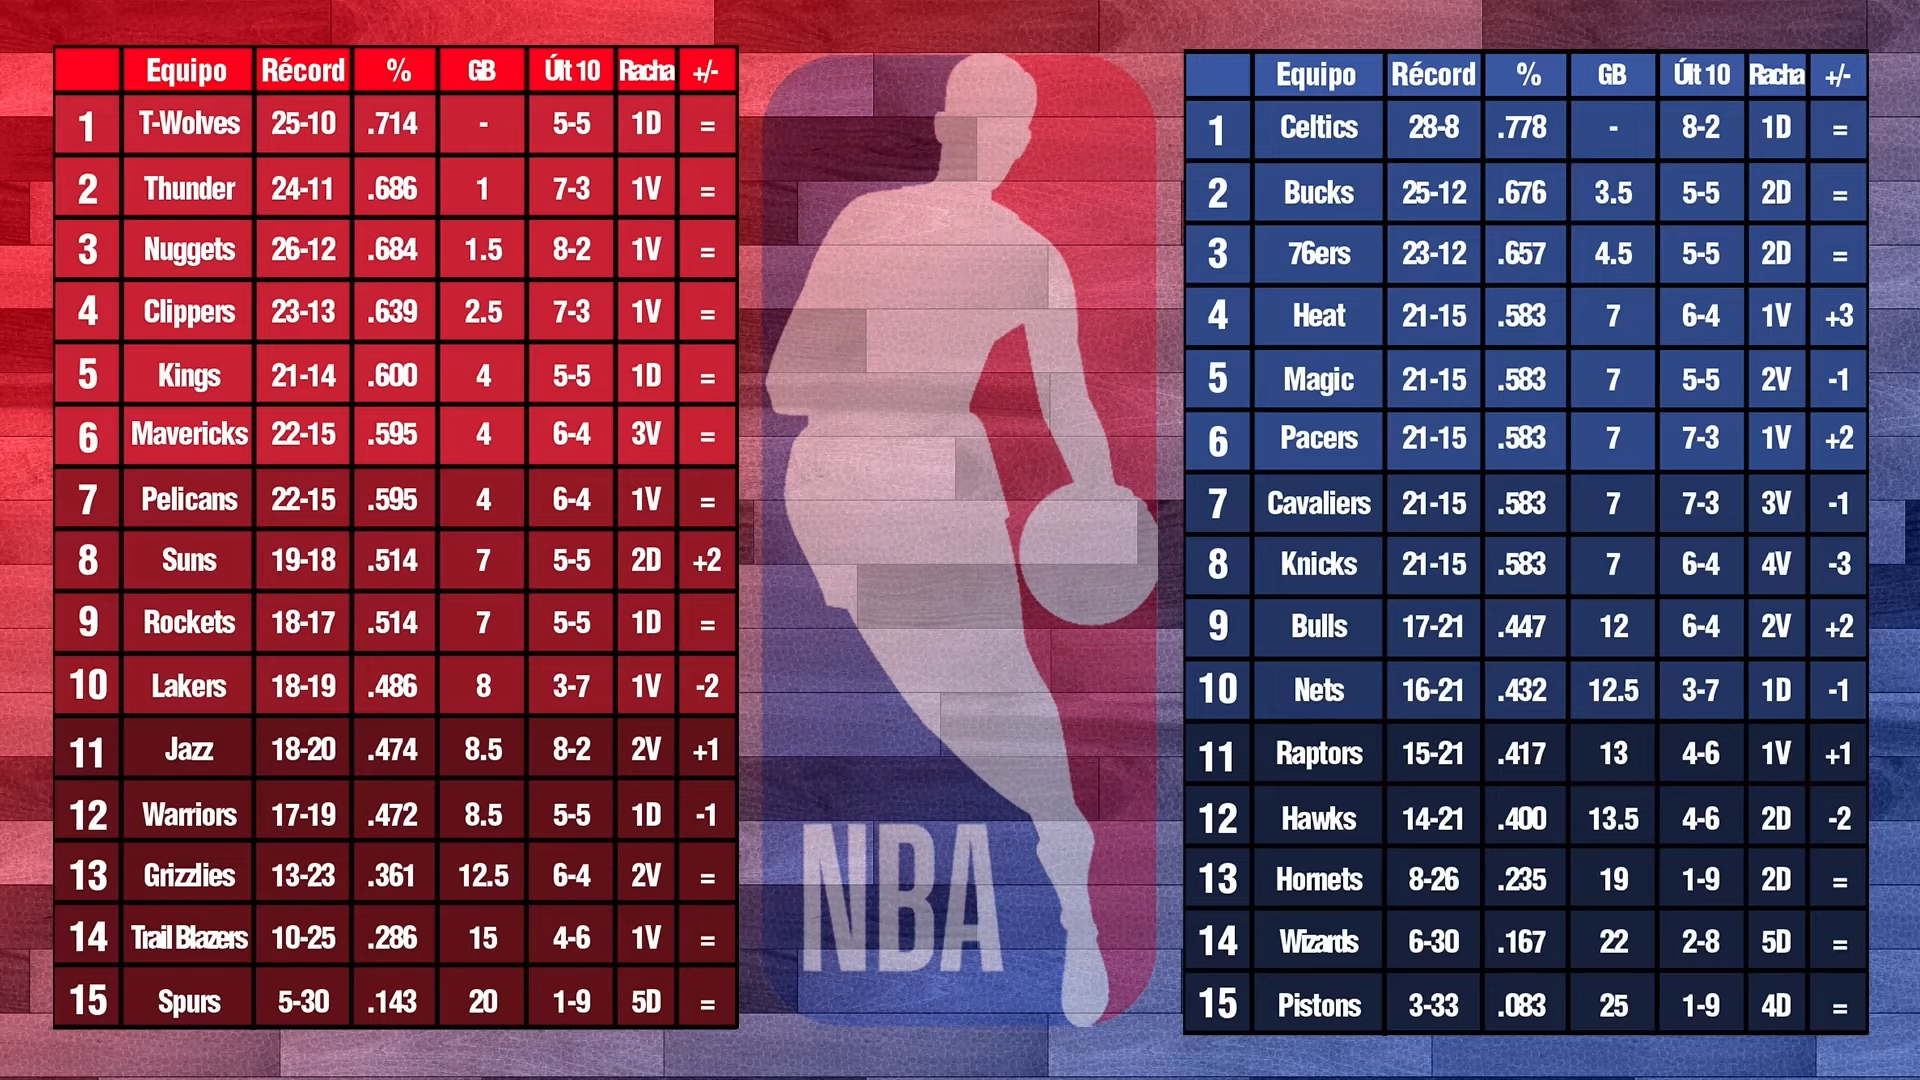 Equipo Récord % GB Últ 10 Racha +/-
1 T-Wolves 25-10 .714 - 5-5 1D =
2 Thunder 24-11 .686 1 7-3 1V =
3 Nuggets 26-12 .684 1.5 8-2 1V =
4 Clippers 23-13 .639 2.5 7-3 1V =
5 Kings 21-14 .600 4 5-5 1D =
6 Mavericks 22-15 .595 4 6-4 3V =
7 Pelicans 22-15 .595 4 6-4 1V =
8 Suns 19-18 .514 7 5-5 2D +2
9 Rockets 18-17 .514 7 5-5 1D =
10 Lakers 18-19 .486 8 3-7 1V -2
11 Jazz 18-20 .474 8.5 8-2 2V +1
12 Warriors 17-19 .472 8.5 5-5 1D -1
13 Grizzlies 13-23 .361 12.5 6-4 2V =
14 Trail Blazers 10-25 .286 15 4-6 1V =
15 Spurs 5-30 .143 20 1-9 5D =
NBA
Equipo Récord % GB Últ 10 Racha +/-
1 Celtics 28-8 .778 - 8-2 1D =
2 Bucks 25-12 .676 3.5 5-5 2D =
3 76ers 23-12 .657 4.5 5-5 2D =
4 Heat 21-15 .583 7 6-4 1V +3
5 Magic 21-15 .583 7 5-5 2V -1
6 Pacers 21-15 .583 7 7-3 1V +2
7 Cavaliers 21-15 .583 7 7-3 3V -1
8 Knicks 21-15 .583 7 6-4 4V -3
9 Bulls 17-21 .447 12 6-4 2V +2
10 Nets 16-21 .432 12.5 3-7 1D -1
11 Raptors 15-21 .417 13 4-6 1V +1
12 Hawks 14-21 .400 13.5 4-6 2D -2
13 Hornets 8-26 .235 19 1-9 2D =
14 Wizards 6-30 .167 22 2-8 5D =
15 Pistons 3-33 .083 25 1-9 4D =